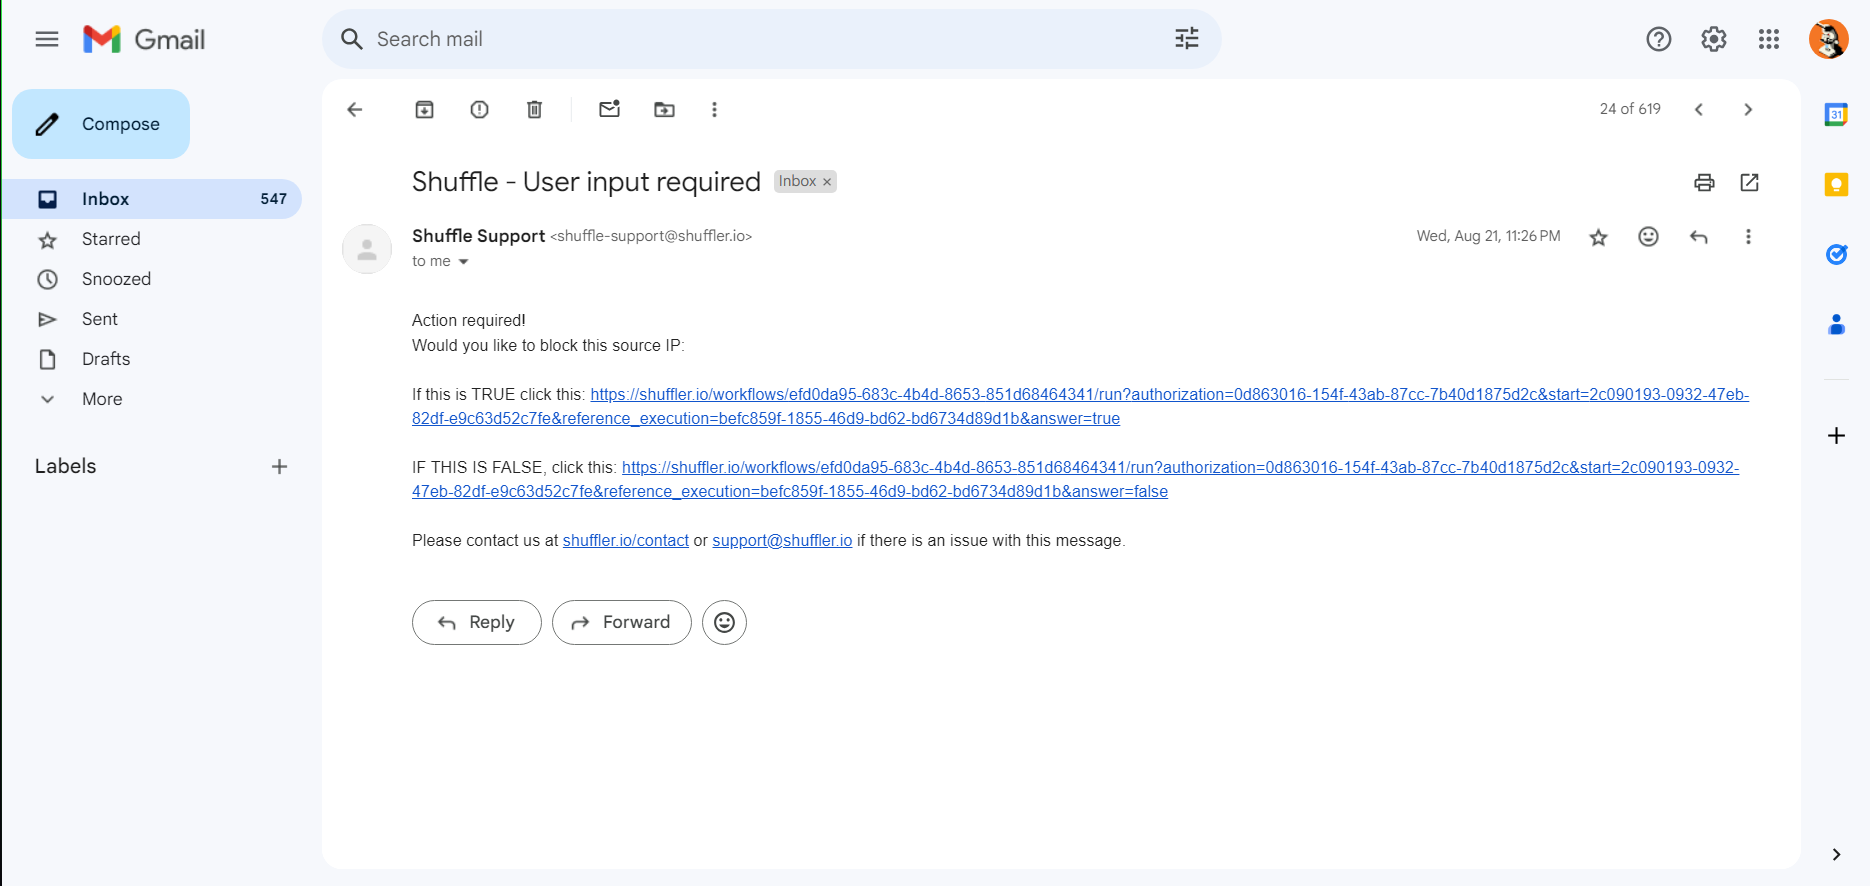 Gmail
Search mail
Compose
24 of 619
31
Shuffle - User input required
Inbox ×
Inbox 547
Starred
Snoozed
Sent
Drafts
More
Labels
Shuffle Support <shuffle-support@shuffler.io>
Wed, Aug 21, 11:26 PM
to me
Action required!
Would you like to block this source IP:
If this is TRUE click this: https://shuffler.io/workflows/efd0da95-683c-4b4d-8653-851d68464341/run?authorization=0d863016-154f-43ab-87cc-7b40d1875d2c&start=2c090193-0932-47eb-
82df-e9c63d52c7fe&reference_execution=befc859f-1855-46d9-bd62-bd6734d89d1b&answer=true
IF THIS IS FALSE, click this: https://shuffler.io/workflows/efd0da95-683c-4b4d-8653-851d68464341/run?authorization=0d863016-154f-43ab-87cc-7b40d1875d2c&start=2c090193-0932-
47eb-82df-e9c63d52c7fe&reference_execution=befc859f-1855-46d9-bd62-bd6734d89d1b&answer=false
Please contact us at shuffler.io/contact or support@shuffler.io if there is an issue with this message.
Reply
Forward